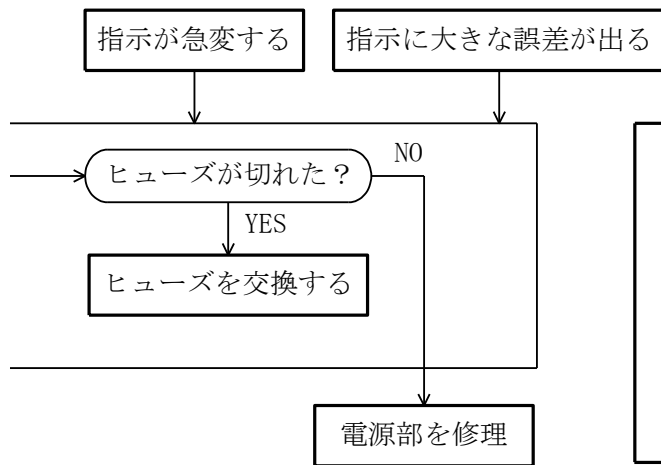 指示が急変する
指示に大きな誤差が出る
ヒューズが切れた？
NO
YES
ヒューズを交換する
電源部を修理